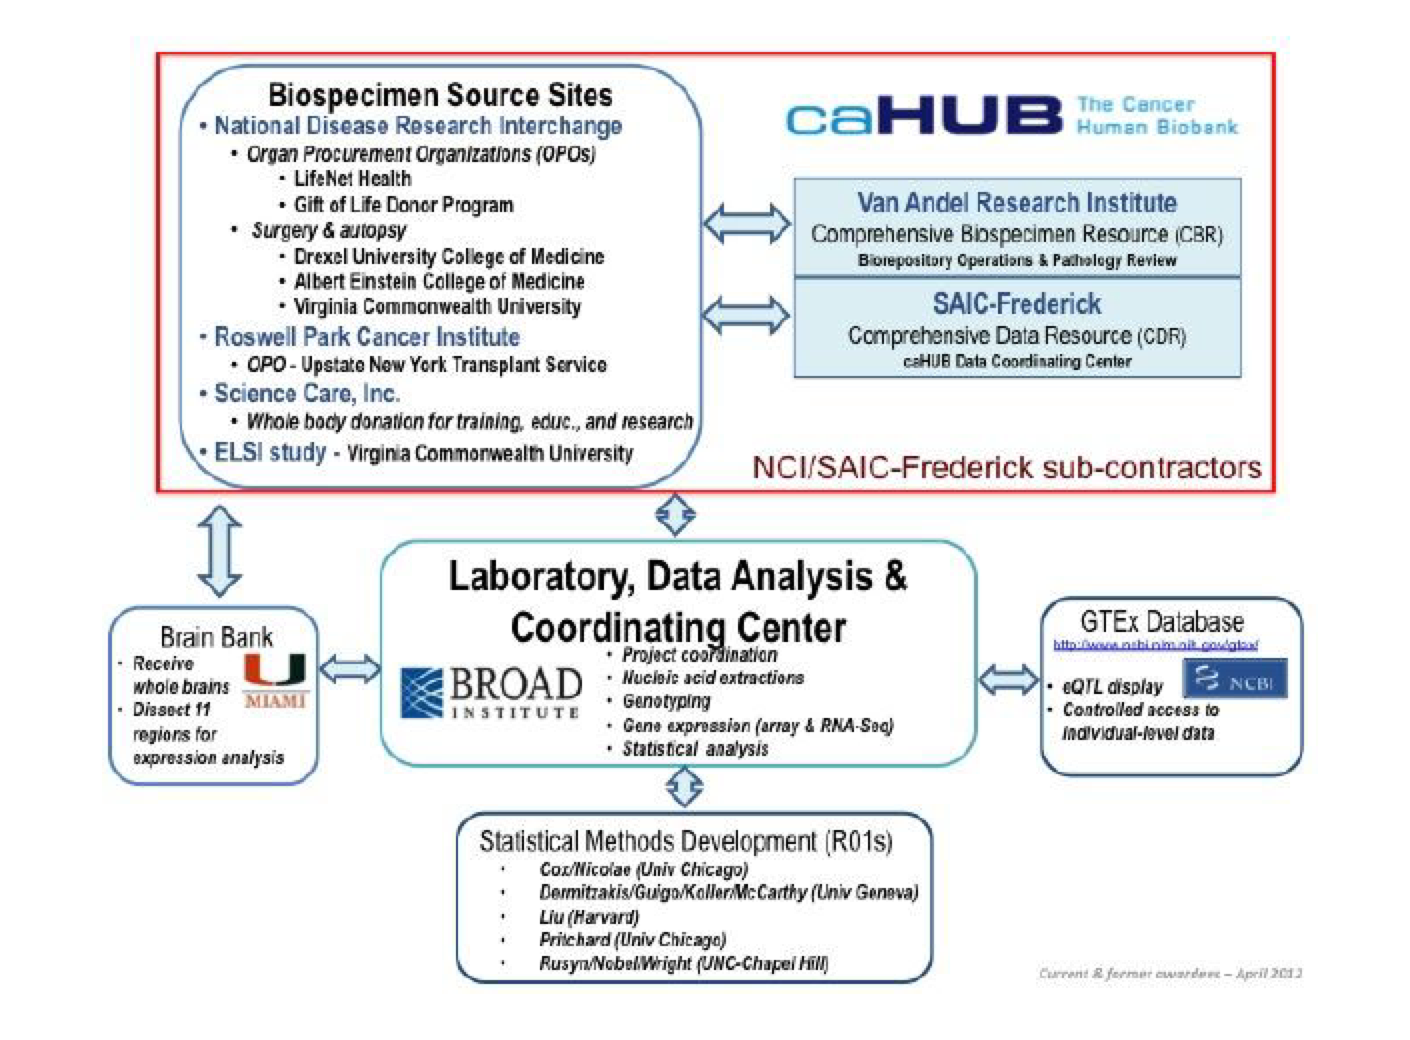 Biospecimen Source Sites
• National Disease Research Interchange
• Organ Procurement Organizations (OPOs)
• LifeNet Health
• Gift of Life Donor Program
• Surgery & autopsy
• Drexel University College of Medicine
• Albert Einstein College of Medicine
• Virginia Commonwealth University
• Roswell Park Cancer Institute
• OPO - Upstate New York Transplant Service
• Science Care, Inc.
• Whole body donation for training, educ., and research
• ELSI study - Virginia Commonwealth University
caHUB
The Cancer
Human Biobank
Van Andel Research Institute
Comprehensive Biospecimen Resource (CBR)
Biorepository Operations & Pathology Review
SAIC-Frederick
Comprehensive Data Resource (CDR)
caHUB Data Coordinating Center
NCI/SAIC-Frederick sub-contractors
Laboratory, Data Analysis &
Coordinating Center
BROAD
INSTITUTE
• Project coordination
• Nucleic acid extractions
• Genotyping
• Gene expression (array & RNA-Seq)
• Statistical analysis
Brain Bank
• Receive
whole brains
• Dissect 11
regions for
expression analysis
MIAMI
GTEx Database
http://www.ncbi.nlm.nih.gov/gtex/
NCBI
• eQTL display
• Controlled access to
individual-level data
Statistical Methods Development (R01s)
• Cox/Nicolae (Univ Chicago)
• Dermitzakis/Guigo/Koller/McCarthy (Univ Geneva)
• Liu (Harvard)
• Pritchard (Univ Chicago)
• Rusyn/Nobel/Wright (UNC-Chapel Hill)
Current & former awardees – April 2012